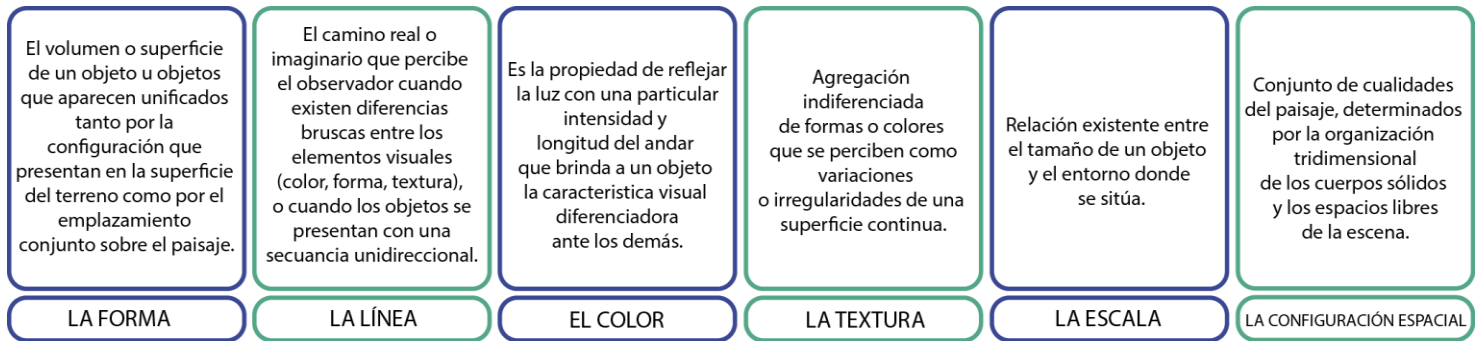 El volumen o superficie
de un objeto u objetos
que aparecen unificados
tanto por la
configuración que
presentan en la superficie
del terreno como por el
emplazamiento
conjunto sobre el paisaje.
LA FORMA
El camino real o
imaginario que percibe
el observador cuando
existen diferencias
bruscas entre los
elementos visuales
(color, forma, textura),
o cuando los objetos se
presentan con una
secuancia unidireccional.
LA LÍNEA
Es la propiedad de reflejar
la luz con una particular
intensidad y
longitud del andar
que brinda a un objeto
la caracteristica visual
diferenciadora
ante los demás.
EL COLOR
Agregación
indiferenciada
de formas o colores
que se perciben como
variaciones
o irregularidades de una
superficie continua.
LA TEXTURA
Relación existente entre
el tamaño de un objeto
y el entorno donde
se sitúa.
LA ESCALA
Conjunto de cualidades
del paisaje, determinados
por la organización
tridimensional
de los cuerpos sólidos
y los espacios libres
de la escena.
LA CONFIGURACIÓN ESPACIAL